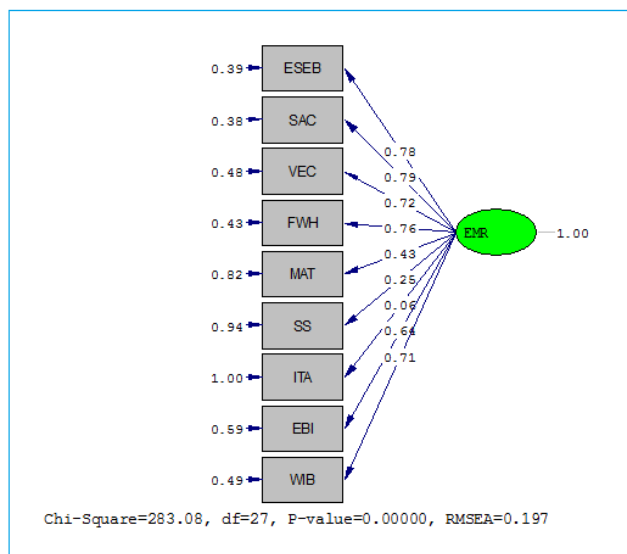 0.39 ESEB
0.38 SAC
0.78
0.79
0.48 VEC
0.72
0.43 FWH
0.76
EMR 1.00
0.43
0.82 MAT
0.25
0.06
0.94 SS
0.64
0.71
1.00 ITA
0.59 EBI
0.49 WIB
Chi-Square=283.08, df=27, P-value=0.00000, RMSEA=0.197